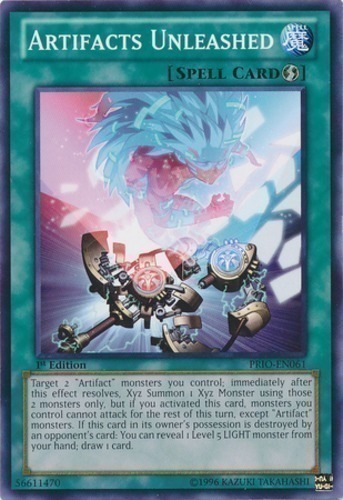 ARTIFACTS UNLEASHED
SPELL
[SPELL CARD]
1st Edition
PRIO-EN061
Target 2 "Artifact" monsters you control; immediately after
this effect resolves, Xyz Summon 1 Xyz Monster using those
2 monsters only, but if you activated this card, monsters you
control cannot attack for the rest of this turn, except "Artifact"
monsters. If this card in its owner's possession is destroyed by
an opponent's card: You can reveal 1 Level 5 LIGHT monster from
your hand; draw 1 card.
56611470
©1996 KAZUKI TAKAHASHI